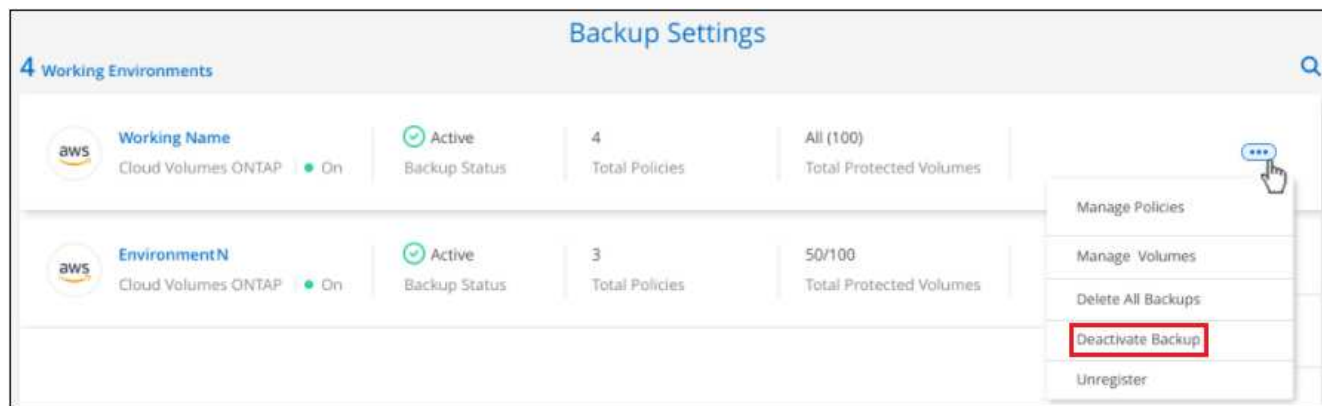 Backup Settings
4 Working Environments
aws
Working Name
Cloud Volumes ONTAP
On
Active
Backup Status
4
Total Policies
All (100)
Total Protected Volumes
Manage Policies
Manage Volumes
Delete All Backups
Deactivate Backup
Unregister
aws
EnvironmentN
Cloud Volumes ONTAP
On
Active
Backup Status
3
Total Policies
50/100
Total Protected Volumes